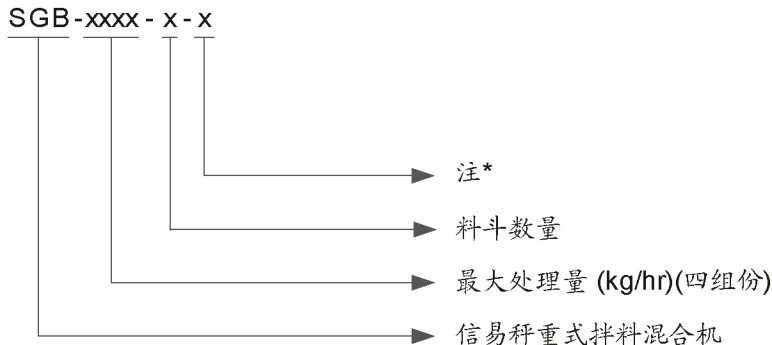 SGB-xxxx - x - x
注*
料斗数量
最大处理量 (kg/hr)(四组份)
信易秤重式拌料混合机